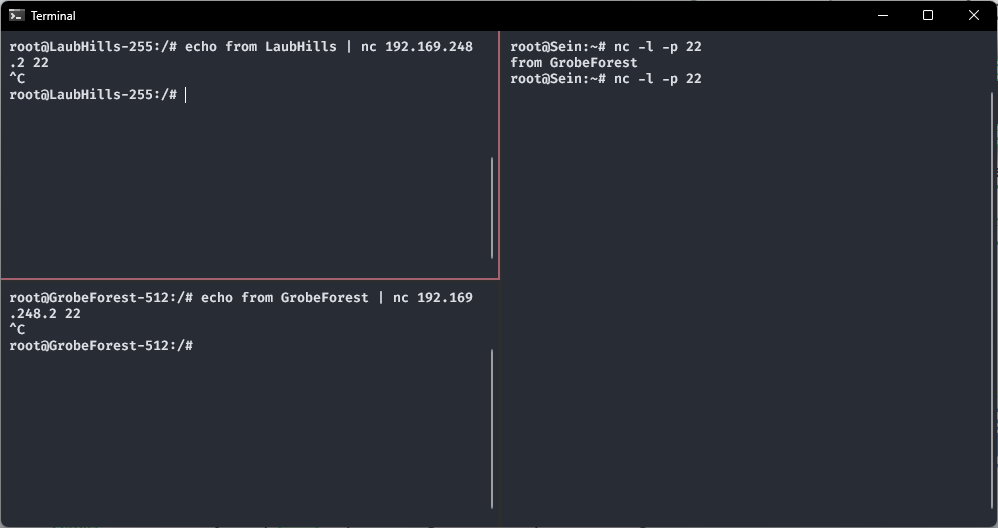 Terminal
root@LaubHills-255:/# echo from LaubHills | nc 192.169.248
.2 22
^C
root@LaubHills-255:/#
root@GrobeForest-512:/# echo from GrobeForest | nc 192.169
.248.2 22
^C
root@GrobeForest-512:/#
root@Sein:~# nc -l -p 22
from GrobeForest
root@Sein:~# nc -l -p 22